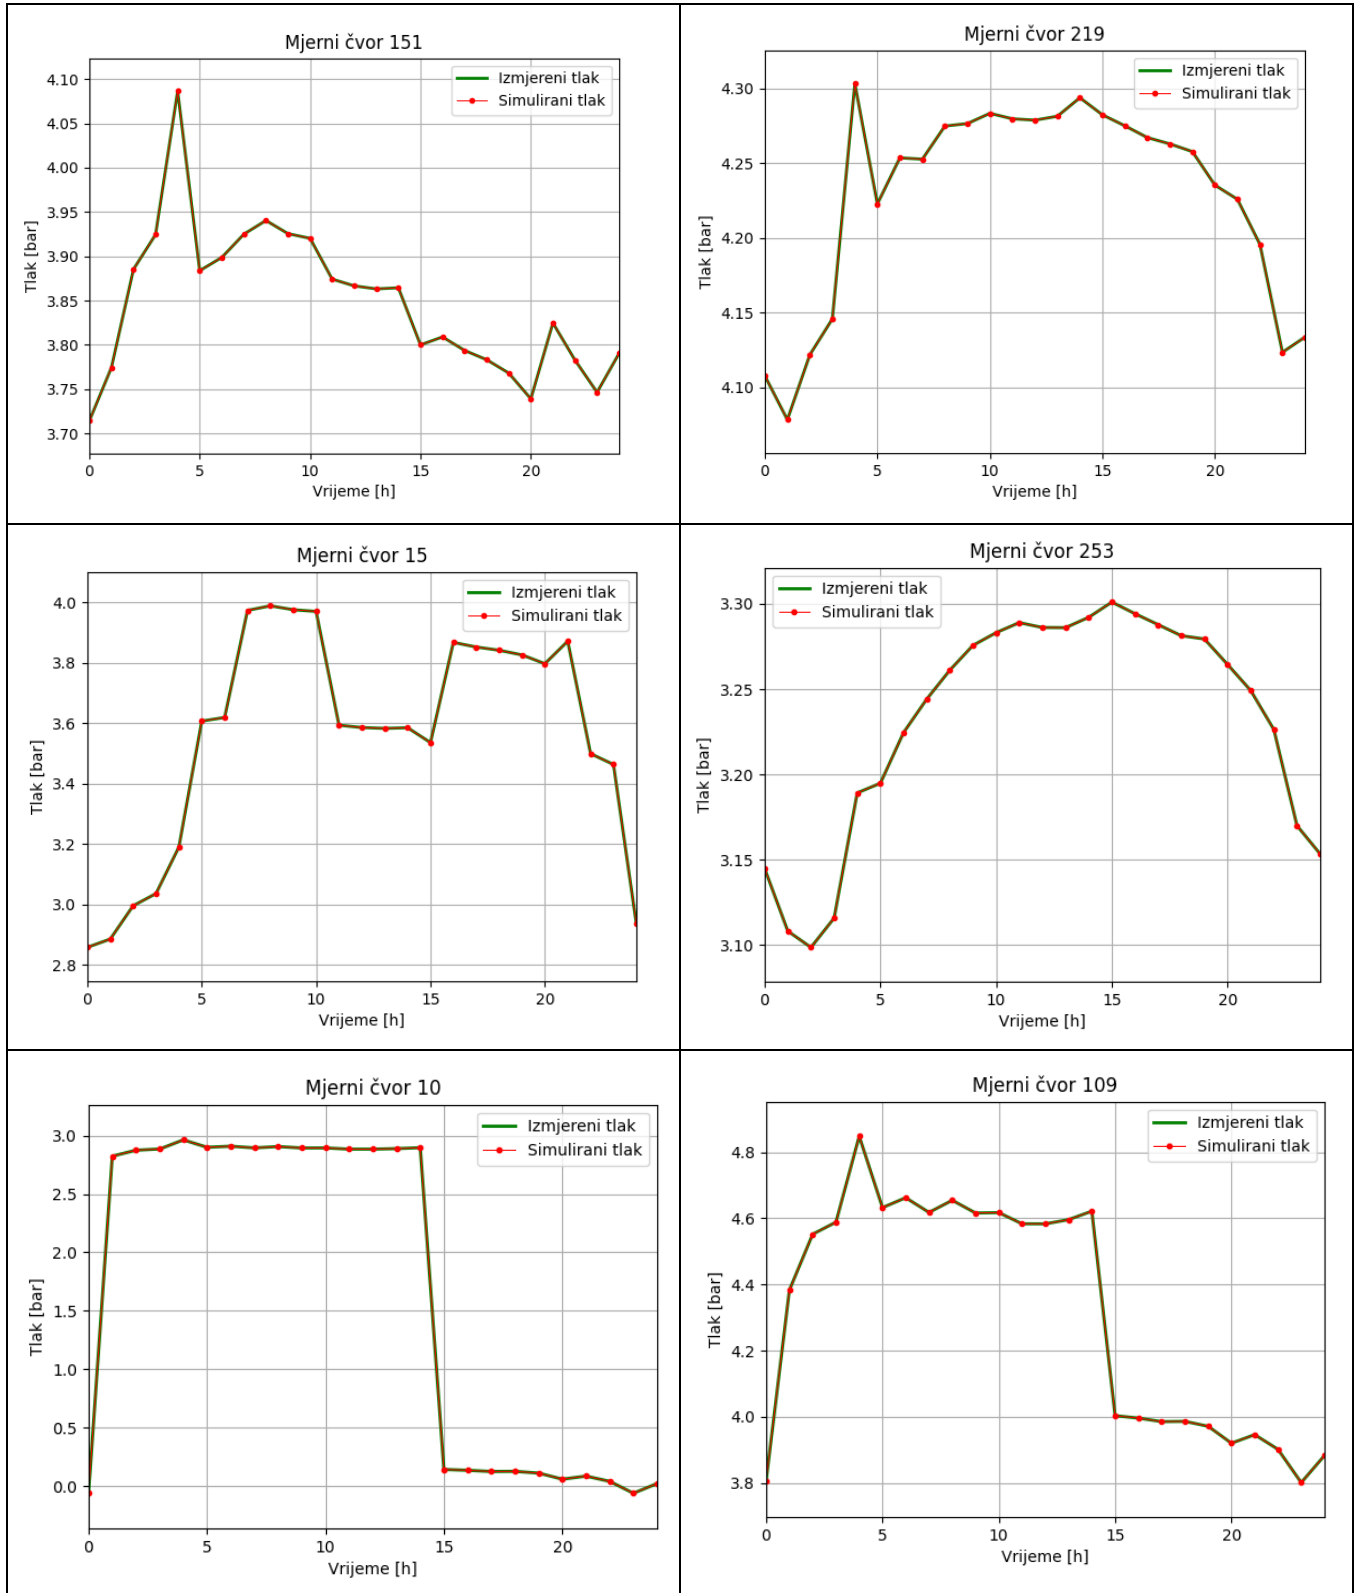 Mjerni čvor 151
Izmjereni tlak
Simulirani tlak
4.10
4.05
4.00
3.95
3.90
3.85
3.80
3.75
3.70
Tlak [bar]
0 5 10 15 20
Vrijeme [h]
Mjerni čvor 219
Izmjereni tlak
Simulirani tlak
4.30
4.25
4.20
4.15
4.10
Tlak [bar]
0 5 10 15 20
Vrijeme [h]
Mjerni čvor 15
Izmjereni tlak
Simulirani tlak
4.0
3.8
3.6
3.4
3.2
3.0
2.8
Tlak [bar]
0 5 10 15 20
Vrijeme [h]
Mjerni čvor 253
Izmjereni tlak
Simulirani tlak
3.30
3.25
3.20
3.15
3.10
Tlak [bar]
0 5 10 15 20
Vrijeme [h]
Mjerni čvor 10
Izmjereni tlak
Simulirani tlak
3.0
2.5
2.0
1.5
1.0
0.5
0.0
Tlak [bar]
0 5 10 15 20
Vrijeme [h]
Mjerni čvor 109
Izmjereni tlak
Simulirani tlak
4.8
4.6
4.4
4.2
4.0
3.8
Tlak [bar]
0 5 10 15 20
Vrijeme [h]